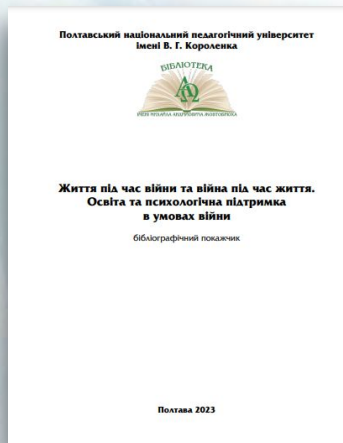 Полтавський національний педагогічний університет
імені В. Г. Короленка
БІБЛІОТЕКА
Життя під час війни та війна під час життя.
Освіта та психологічна підтримка
в умовах війни
бібліографічний покажчик
Полтава 2023